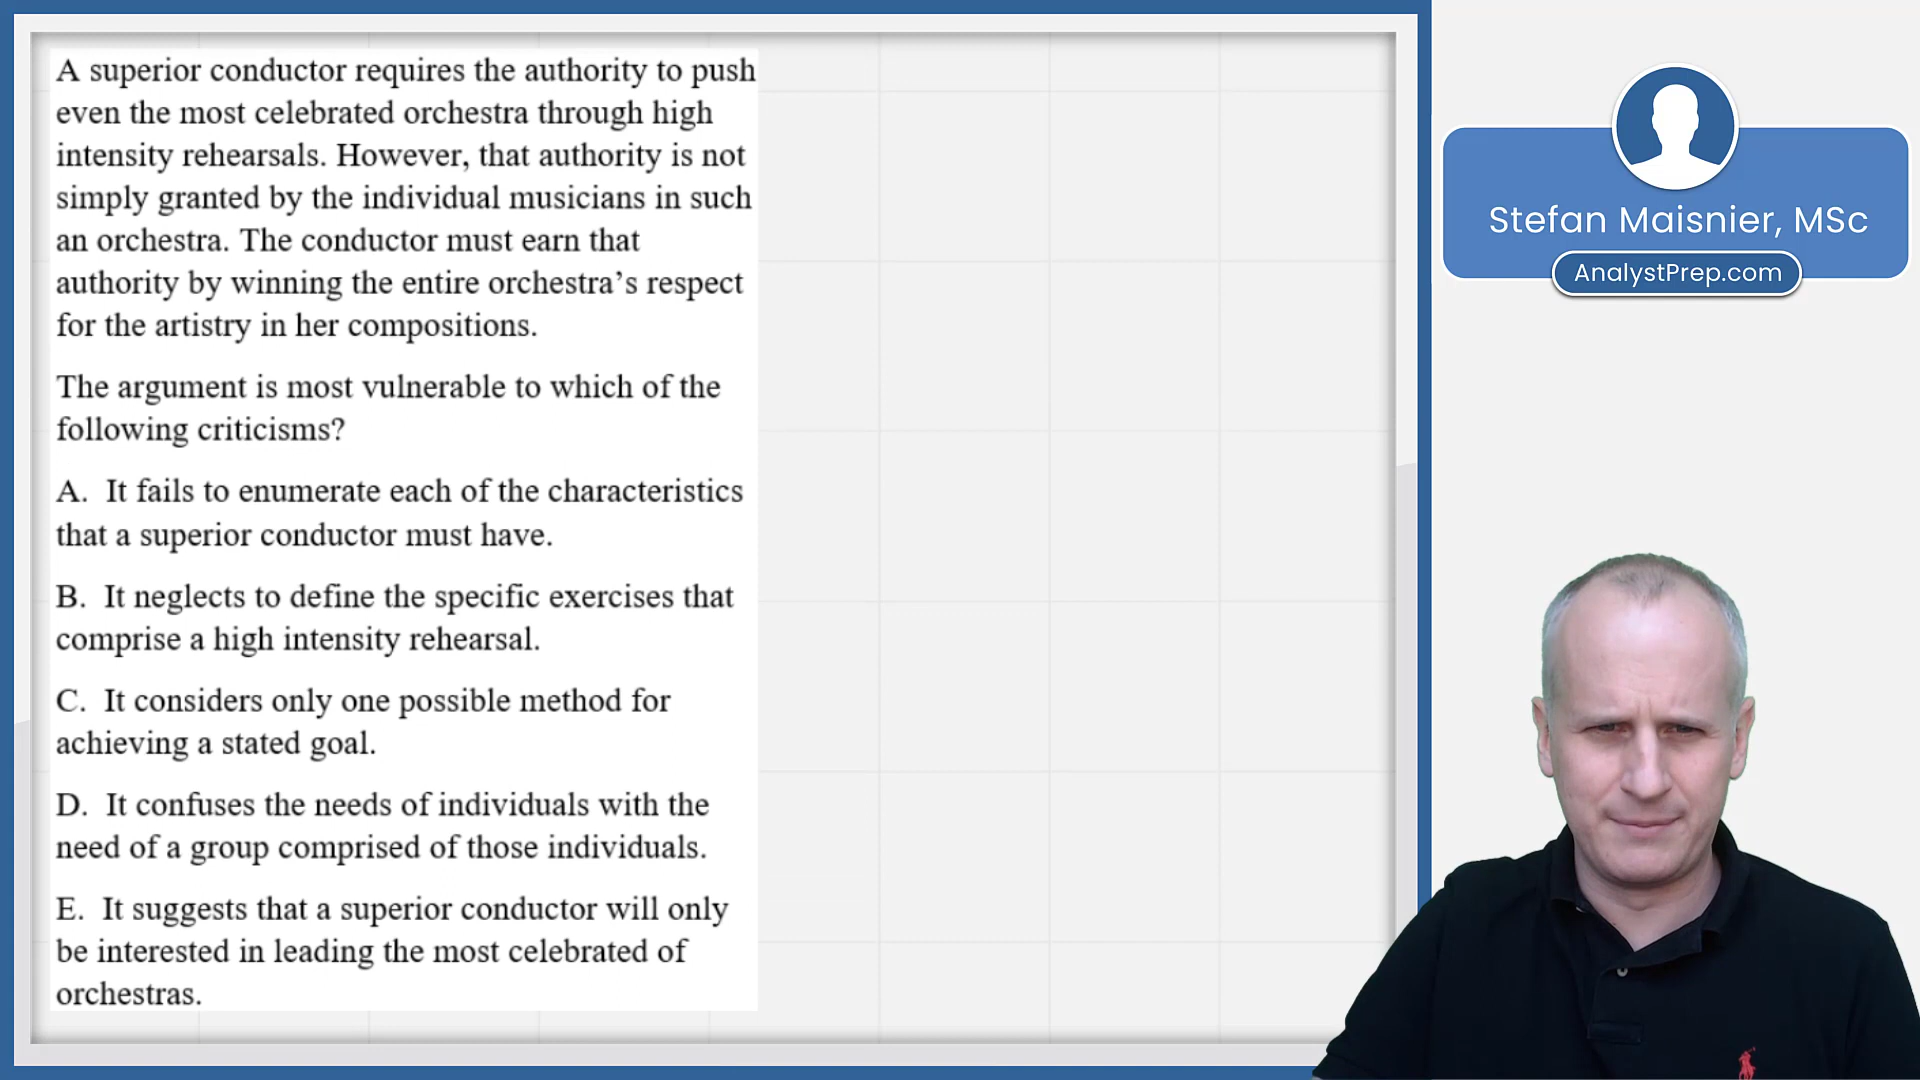 A superior conductor requires the authority to push
even the most celebrated orchestra through high
intensity rehearsals. However, that authority is not
simply granted by the individual musicians in such
an orchestra. The conductor must earn that
authority by winning the entire orchestra’s respect
for the artistry in her compositions.
The argument is most vulnerable to which of the
following criticisms?
A. It fails to enumerate each of the characteristics
that a superior conductor must have.
B. It neglects to define the specific exercises that
comprise a high intensity rehearsal.
C. It considers only one possible method for
achieving a stated goal.
D. It confuses the needs of individuals with the
need of a group comprised of those individuals.
E. It suggests that a superior conductor will only
be interested in leading the most celebrated of
orchestras.
Stefan Maisnier, MSc
AnalystPrep.com